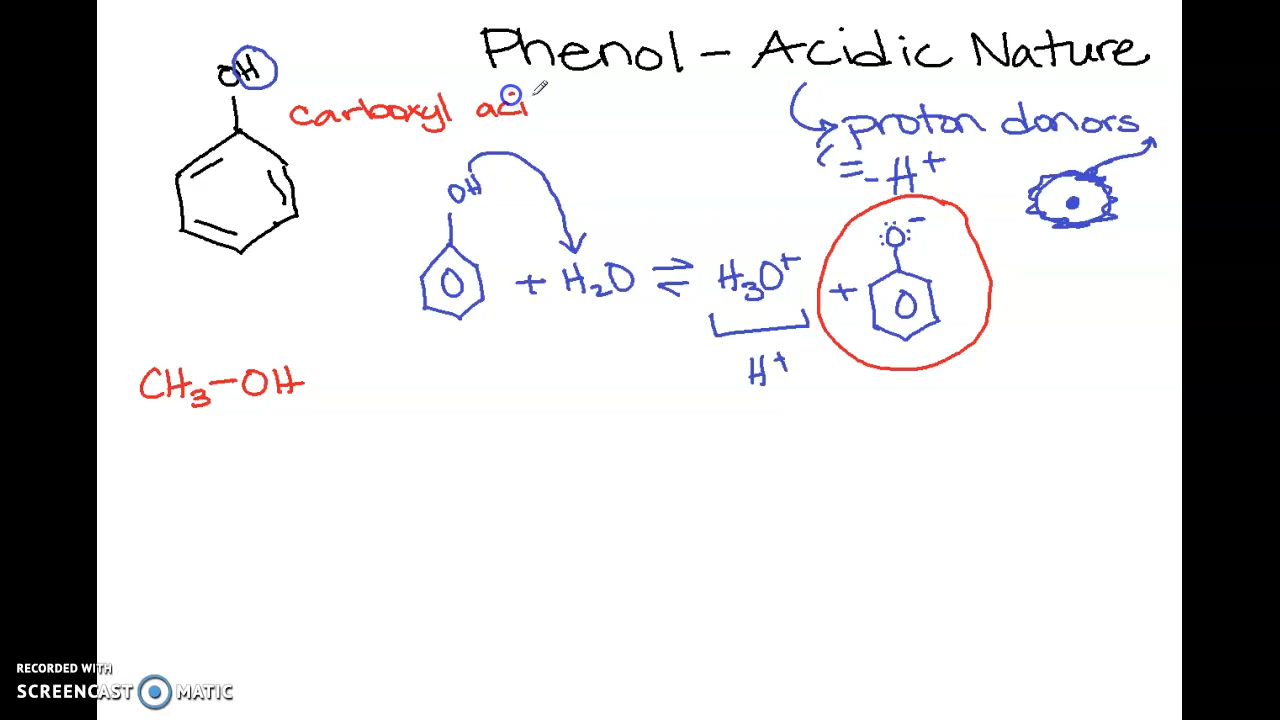 Phenol - Acidic Nature
OH
carboxyl aci
proton donors
= - H+
OH
+ H2O ⇌ H3O+ + O-
H+
CH3-OH
RECORDED WITH
SCREENCAST MATIC